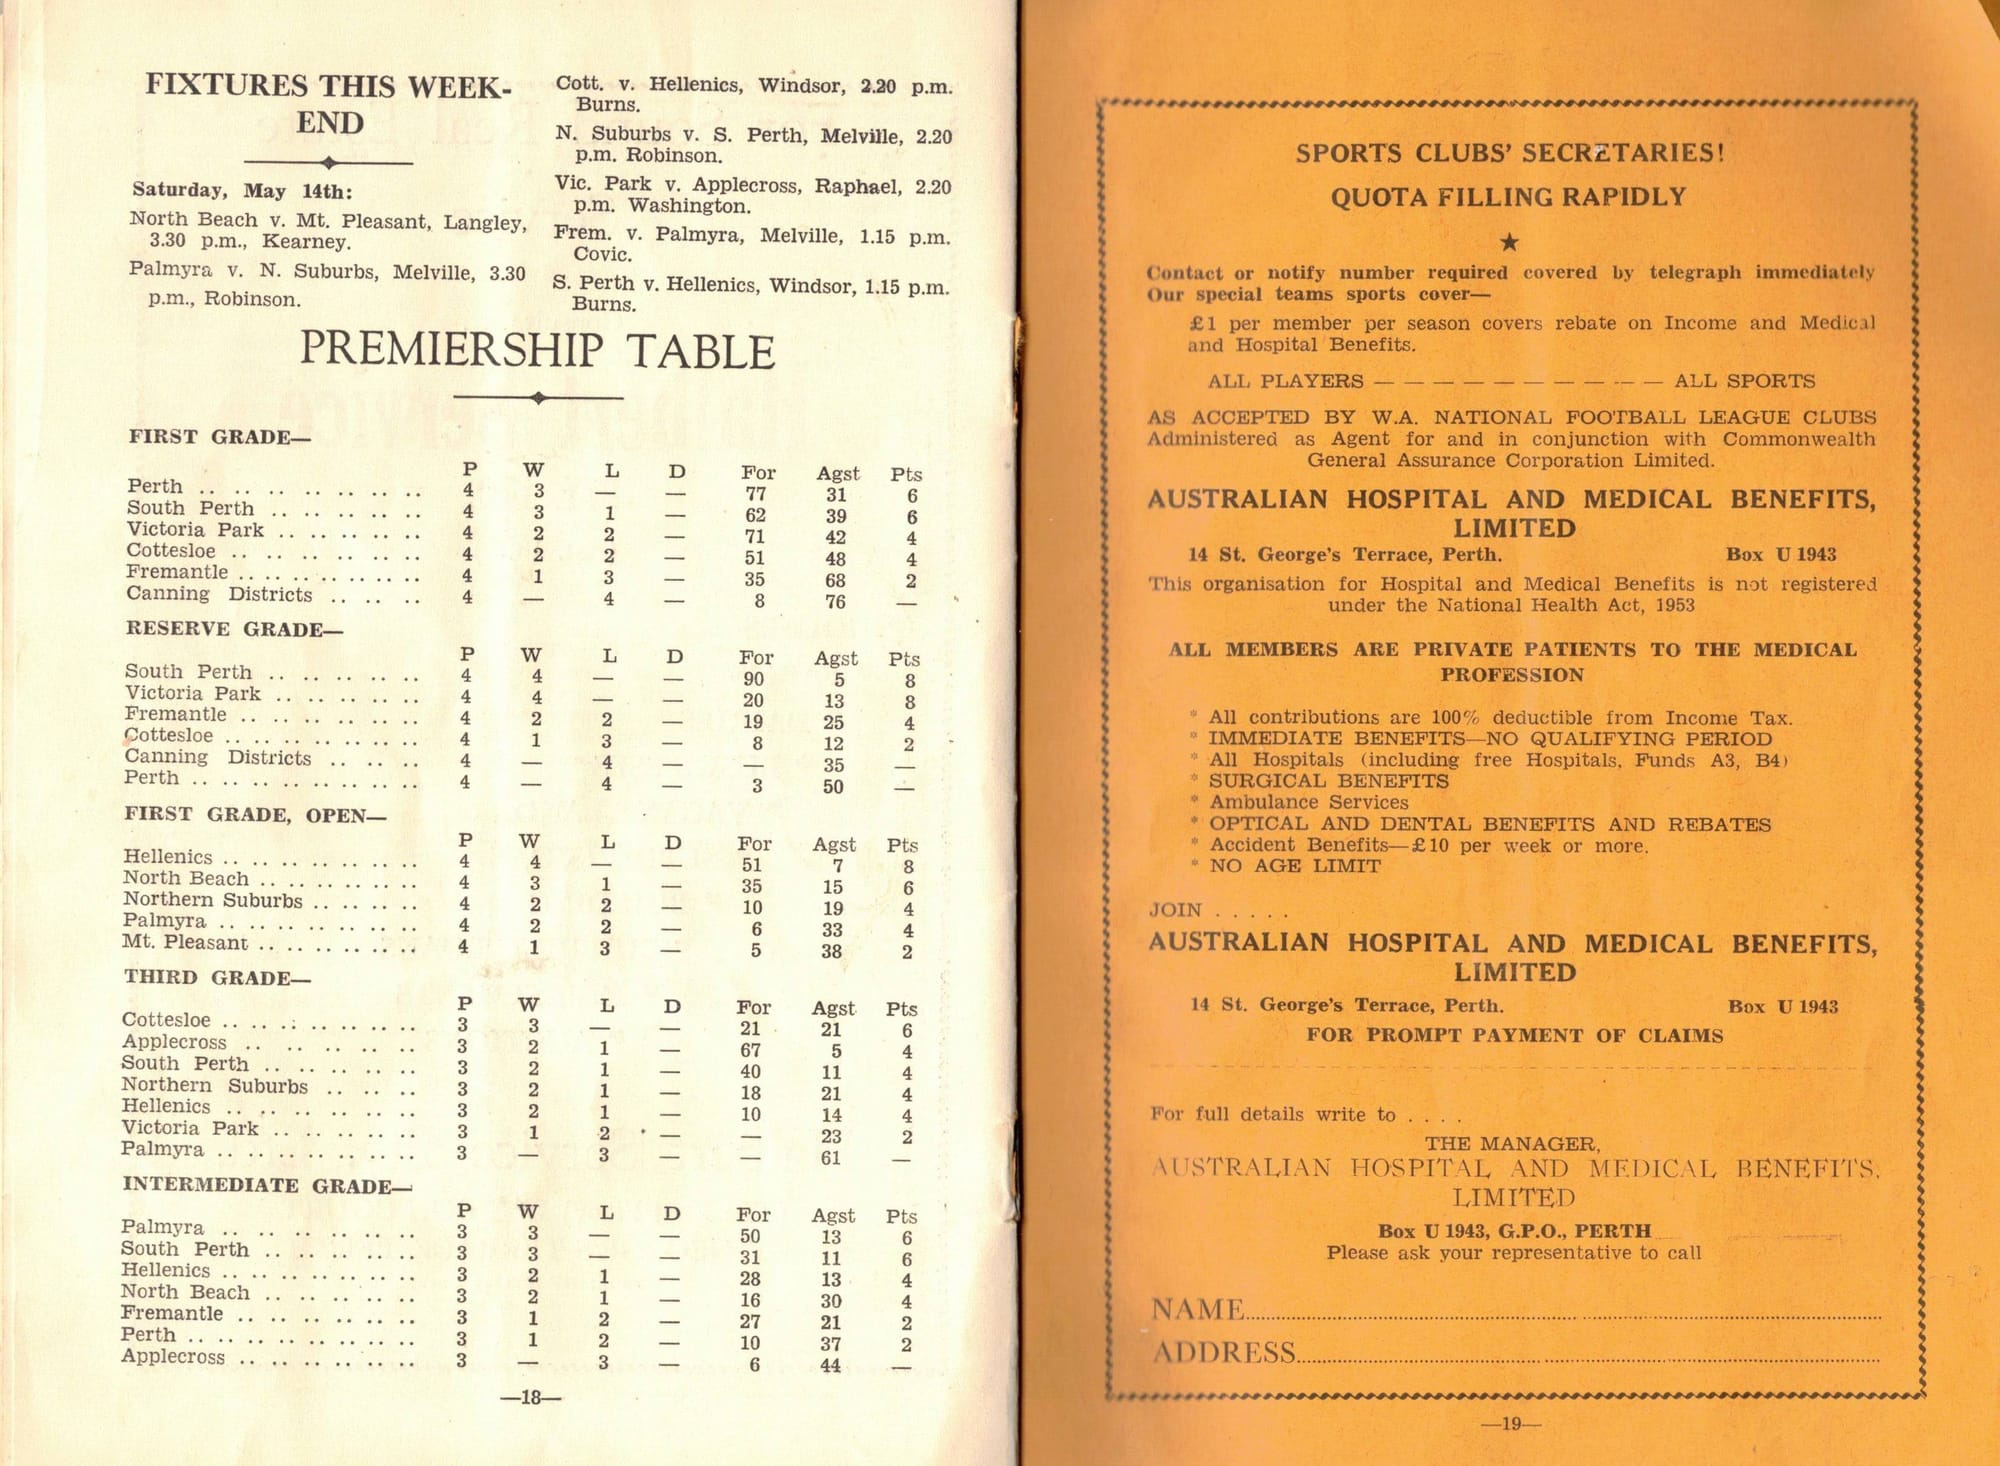 FIXTURES THIS WEEK-
END
Saturday, May 14th:
North Beach v. Mt. Pleasant, Langley,
3.30 p.m., Kearney.
Palmyra v. N. Suburbs, Melville, 3.30
p.m., Robinson.
Cott. v. Hellenics, Windsor, 2.20 p.m.
Burns.
N. Suburbs v. S. Perth, Melville, 2.20
p.m. Robinson.
Vic. Park v. Applecross, Raphael, 2.20
p.m. Washington.
Frem. v. Palmyra, Melville, 1.15 p.m.
Covic.
S. Perth v. Hellenics, Windsor, 1.15 p.m.
Burns.
PREMIERSHIP TABLE
FIRST GRADE—
P W L D For Agst Pts
Perth .. .. .. .. .. .. .. 4 3 — — 77 31 6
South Perth .. .. .. .. .. 4 3 1 — 62 39 6
Victoria Park .. .. .. .. .. 4 2 2 — 71 42 4
Cottesloe .. .. .. .. .. .. 4 2 2 — 51 48 4
Fremantle .. .. .. .. .. .. 4 1 3 — 35 68 2
Canning Districts .. .. .. 4 — 4 — 8 76 —
RESERVE GRADE—
P W L D For Agst Pts
South Perth .. .. .. .. .. 4 4 — — 90 5 8
Victoria Park .. .. .. .. .. 4 4 — — 20 13 8
Fremantle .. .. .. .. .. .. 4 2 2 — 19 25 4
Cottesloe .. .. .. .. .. .. 4 1 3 — 8 12 2
Canning Districts .. .. .. 4 — 4 — — 35 —
Perth .. .. .. .. .. .. .. 4 — 4 — 3 50 —
FIRST GRADE, OPEN—
P W L D For Agst Pts
Hellenics .. .. .. .. .. .. 4 4 — — 51 7 8
North Beach .. .. .. .. .. 4 3 1 — 35 15 6
Northern Suburbs .. .. .. .. 4 2 2 — 10 19 4
Palmyra .. .. .. .. .. .. 4 2 2 — 6 33 4
Mt. Pleasant .. .. .. .. .. 4 1 3 — 5 38 2
THIRD GRADE—
P W L D For Agst Pts
Cottesloe .. .. .. .. .. .. 3 3 — — 21 21 6
Applecross .. .. .. .. .. 3 2 1 — 67 5 4
South Perth .. .. .. .. .. 3 2 1 — 40 11 4
Northern Suburbs .. .. .. 3 2 1 — 18 21 4
Hellenics .. .. .. .. .. .. 3 2 1 — 10 14 4
Victoria Park .. .. .. .. .. 3 1 2 — — 23 2
Palmyra .. .. .. .. .. .. 3 — 3 — — 61 —
INTERMEDIATE GRADE—
P W L D For Agst Pts
Palmyra .. .. .. .. .. .. 3 3 — — 50 13 6
South Perth .. .. .. .. .. 3 3 — — 31 11 6
Hellenics .. .. .. .. .. .. 3 2 1 — 28 13 4
North Beach .. .. .. .. .. 3 2 1 — 16 30 4
Fremantle .. .. .. .. .. .. 3 1 2 — 27 21 2
Perth .. .. .. .. .. .. .. 3 1 2 — 10 37 2
Applecross .. .. .. .. .. .. 3 — 3 — 6 44 —
—18—
SPORTS CLUBS' SECRETARIES!
QUOTA FILLING RAPIDLY
★
Contact or notify number required covered by telegraph immediately
Our special teams sports cover—
£1 per member per season covers rebate on Income and Medical
and Hospital Benefits.
ALL PLAYERS — — — — — — — — — — ALL SPORTS
AS ACCEPTED BY W.A. NATIONAL FOOTBALL LEAGUE CLUBS
Administered as Agent for and in conjunction with Commonwealth
General Assurance Corporation Limited.
AUSTRALIAN HOSPITAL AND MEDICAL BENEFITS,
LIMITED
14 St. George's Terrace, Perth. Box U 1943
This organisation for Hospital and Medical Benefits is not registered
under the National Health Act, 1953
ALL MEMBERS ARE PRIVATE PATIENTS TO THE MEDICAL
PROFESSION
* All contributions are 100% deductible from Income Tax.
* IMMEDIATE BENEFITS—NO QUALIFYING PERIOD
* All Hospitals (including free Hospitals, Funds A3, B4)
* SURGICAL BENEFITS
* Ambulance Services
* OPTICAL AND DENTAL BENEFITS AND REBATES
* Accident Benefits—£10 per week or more.
* NO AGE LIMIT
JOIN . . . . .
AUSTRALIAN HOSPITAL AND MEDICAL BENEFITS,
LIMITED
14 St. George's Terrace, Perth. Box U 1943
FOR PROMPT PAYMENT OF CLAIMS
For full details write to . . . .
THE MANAGER,
AUSTRALIAN HOSPITAL AND MEDICAL BENEFITS,
LIMITED
Box U 1943, G.P.O., PERTH
Please ask your representative to call
NAME..........
ADDRESS..........
—19—